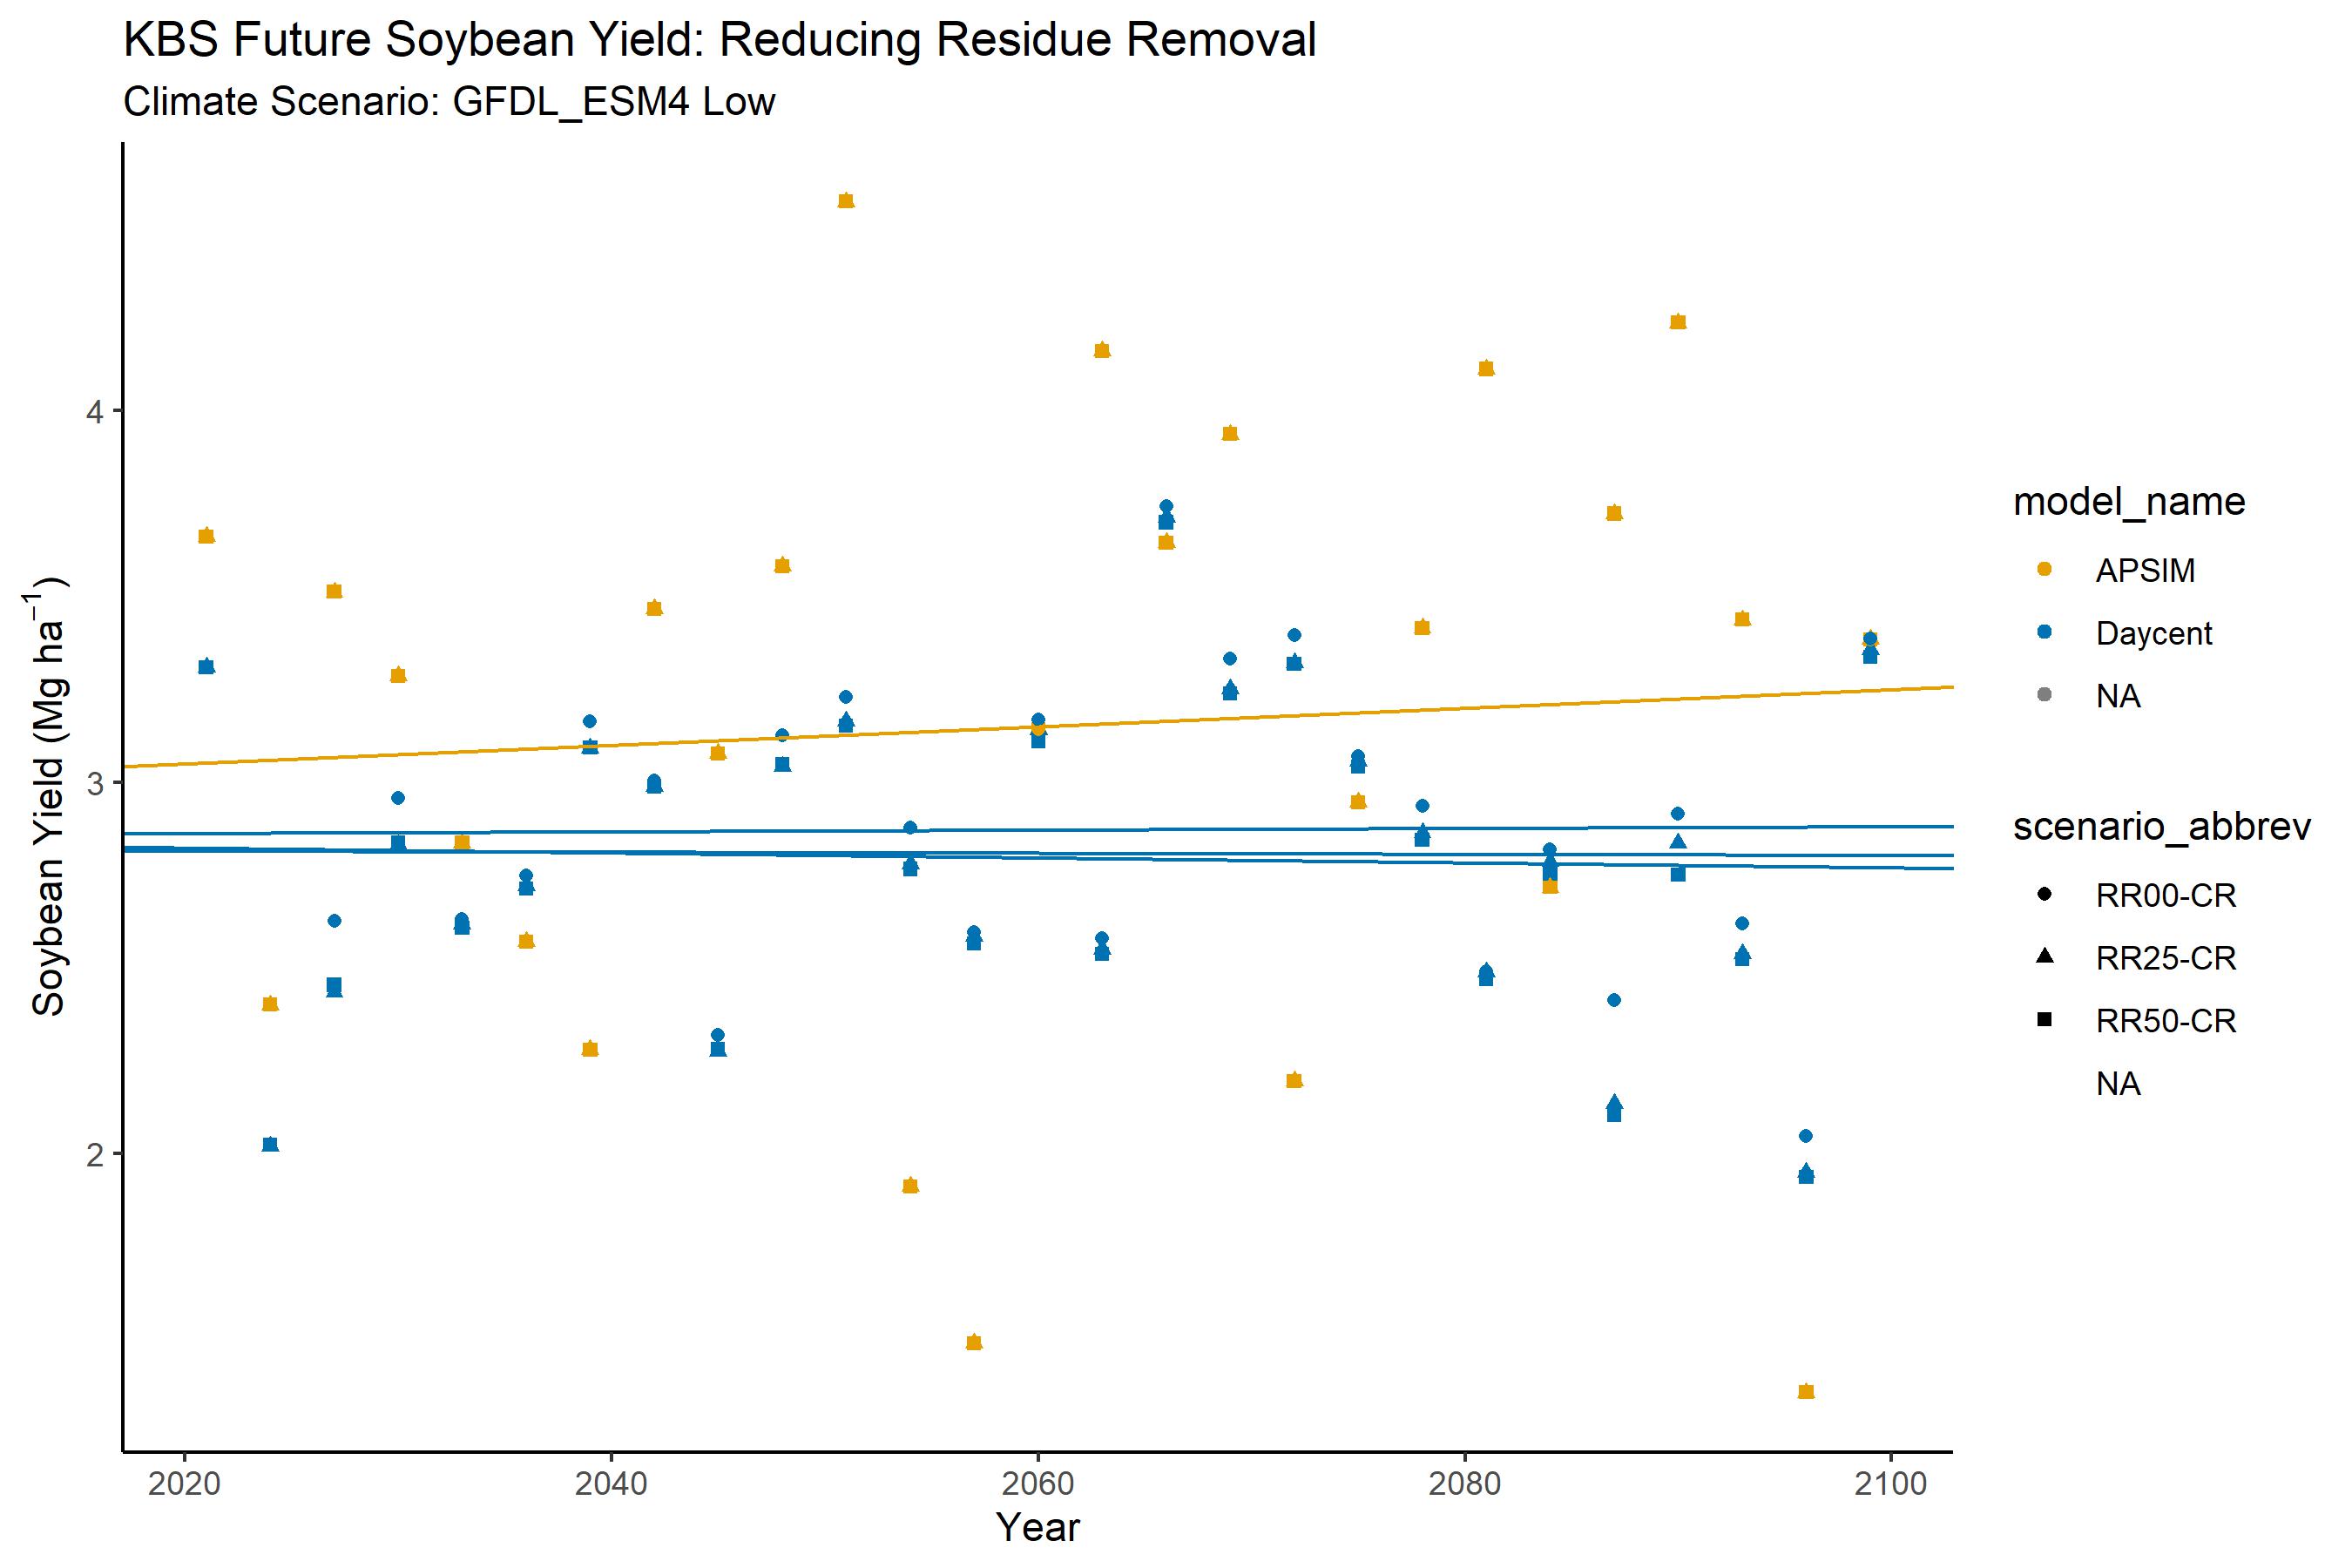 KBS Future Soybean Yield: Reducing Residue Removal
Climate Scenario: GFDL_ESM4 Low
Soybean Yield (Mg ha⁻¹)
4
3
2
2020 2040 2060 2080 2100
Year
model_name
APSIM
Daycent
NA
scenario_abbrev
RR00-CR
RR25-CR
RR50-CR
NA